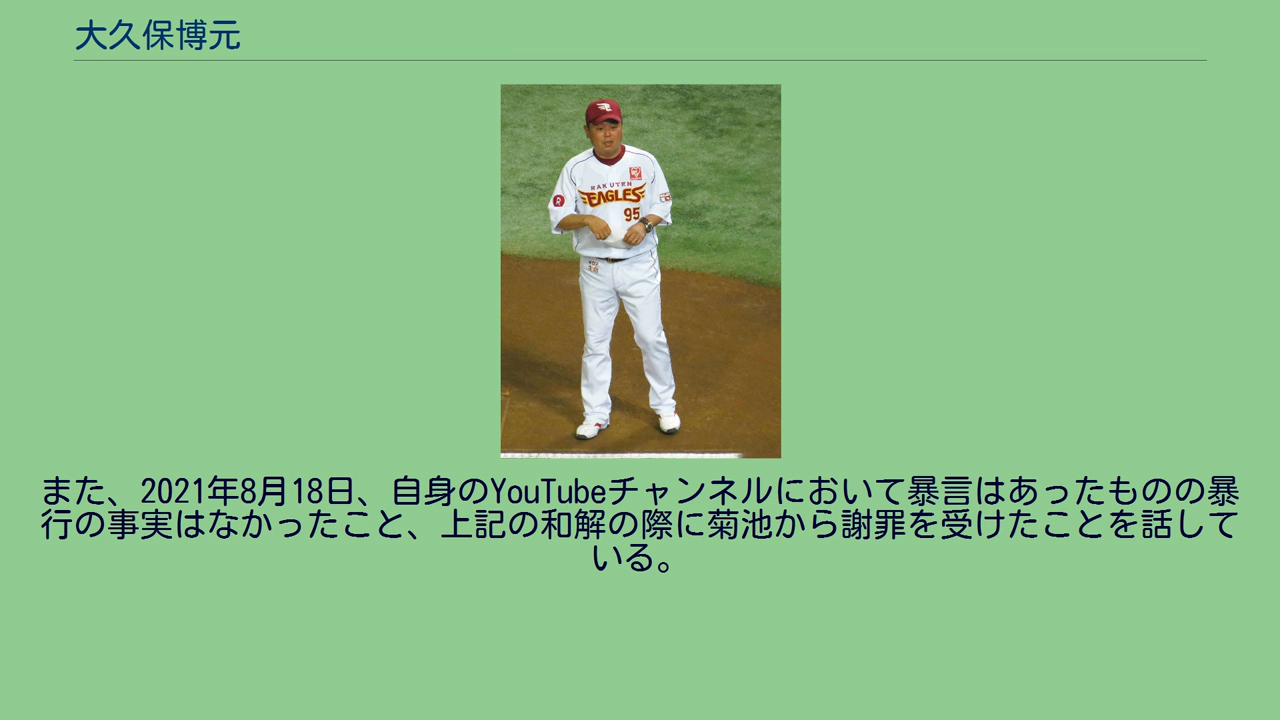 大久保博元
RAKUTEN
EAGLES
95
R
また、2021年8月18日、自身のYouTubeチャンネルにおいて暴言はあったものの暴
行の事実はなかったこと、上記の和解の際に菊池から謝罪を受けたことを話して
いる。